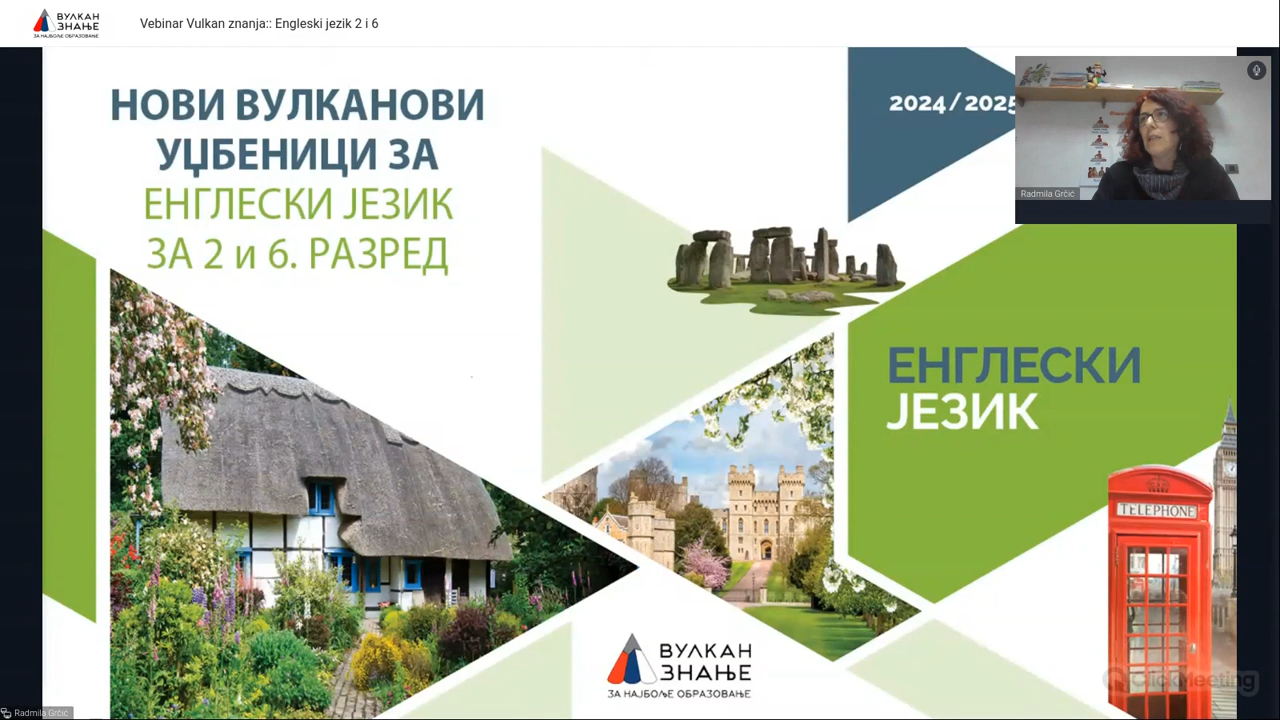 ВУЛКАН
ЗНАЊЕ
ЗА НАЈБОЉЕ ОБРАЗОВАЊЕ
Vebinar Vulkan znanja:: Engleski jezik 2 i 6
НОВИ ВУЛКАНОВИ
УЏБЕНИЦИ ЗА
ЕНГЛЕСКИ ЈЕЗИК
ЗА 2 и 6. РАЗРЕД
2024/2025
Radmila Grčić
ЕНГЛЕСКИ
ЈЕЗИК
TELEPHONE
ВУЛКАН
ЗНАЊЕ
ЗА НАЈБОЉЕ ОБРАЗОВАЊЕ
ClickMeeting
Radmila Grčić